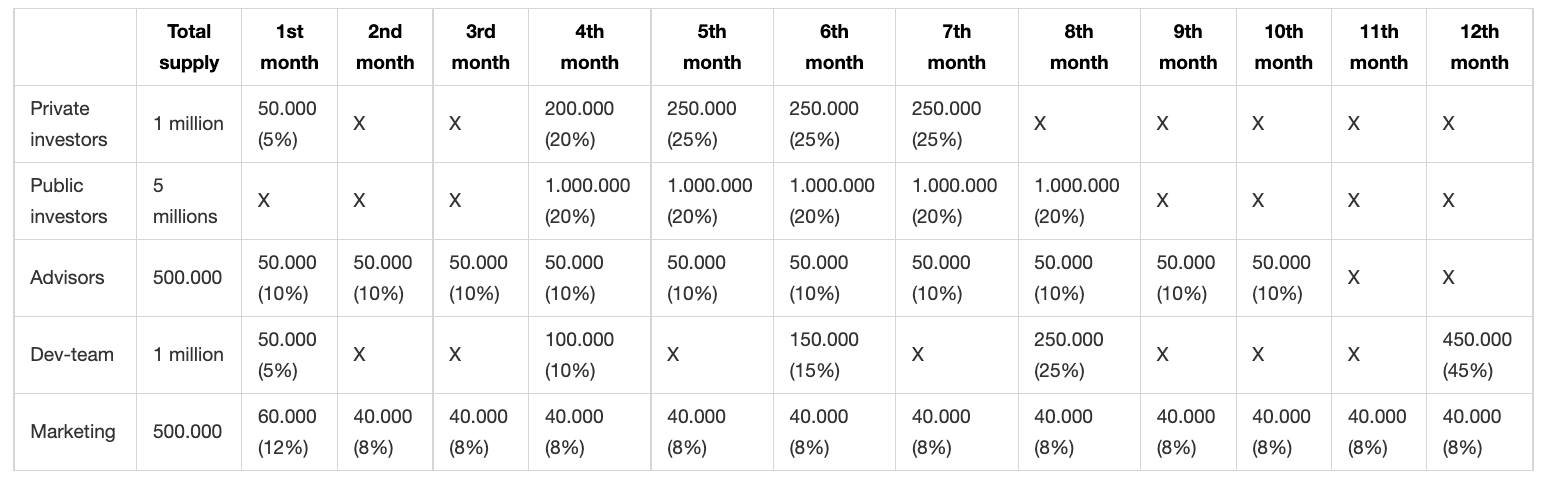 Total supply 1st month 2nd month 3rd month 4th month 5th month 6th month 7th month 8th month 9th month 10th month 11th month 12th month
Private investors 1 million 50.000 (5%) X X 200.000 (20%) 250.000 (25%) 250.000 (25%) 250.000 (25%) X X X X X
Public investors 5 millions X X X 1.000.000 (20%) 1.000.000 (20%) 1.000.000 (20%) 1.000.000 (20%) 1.000.000 (20%) X X X X
Advisors 500.000 50.000 (10%) 50.000 (10%) 50.000 (10%) 50.000 (10%) 50.000 (10%) 50.000 (10%) 50.000 (10%) 50.000 (10%) 50.000 (10%) 50.000 (10%) X X
Dev-team 1 million 50.000 (5%) X X 100.000 (10%) X 150.000 (15%) X 250.000 (25%) X X X 450.000 (45%)
Marketing 500.000 60.000 (12%) 40.000 (8%) 40.000 (8%) 40.000 (8%) 40.000 (8%) 40.000 (8%) 40.000 (8%) 40.000 (8%) 40.000 (8%) 40.000 (8%) 40.000 (8%) 40.000 (8%)